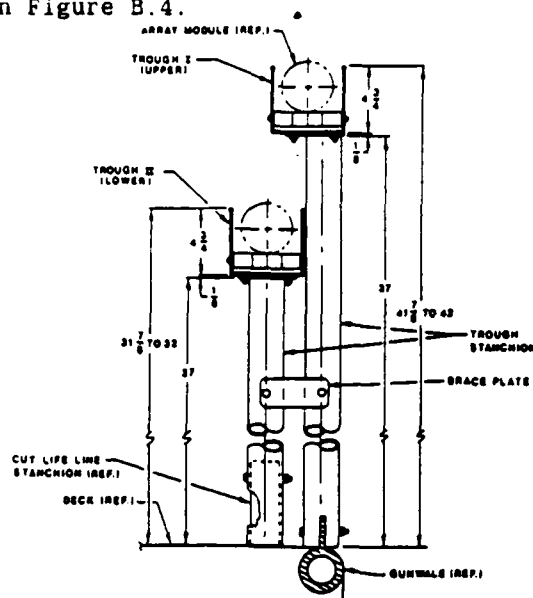 n Figure B.4.
ARRAY MODULE (REF.)
TROUGH I
(UPPER)
4 3/4
1/8
TROUGH II
(LOWER)
4 3/4
1/8
37
41 7/8 TO 42
31 7/8 TO 32
37
TROUGH
STANCHION
BRACE PLATE
CUT LIFE LINE
STANCHION (REF.)
DECK (REF.)
GUNWALE (REF.)